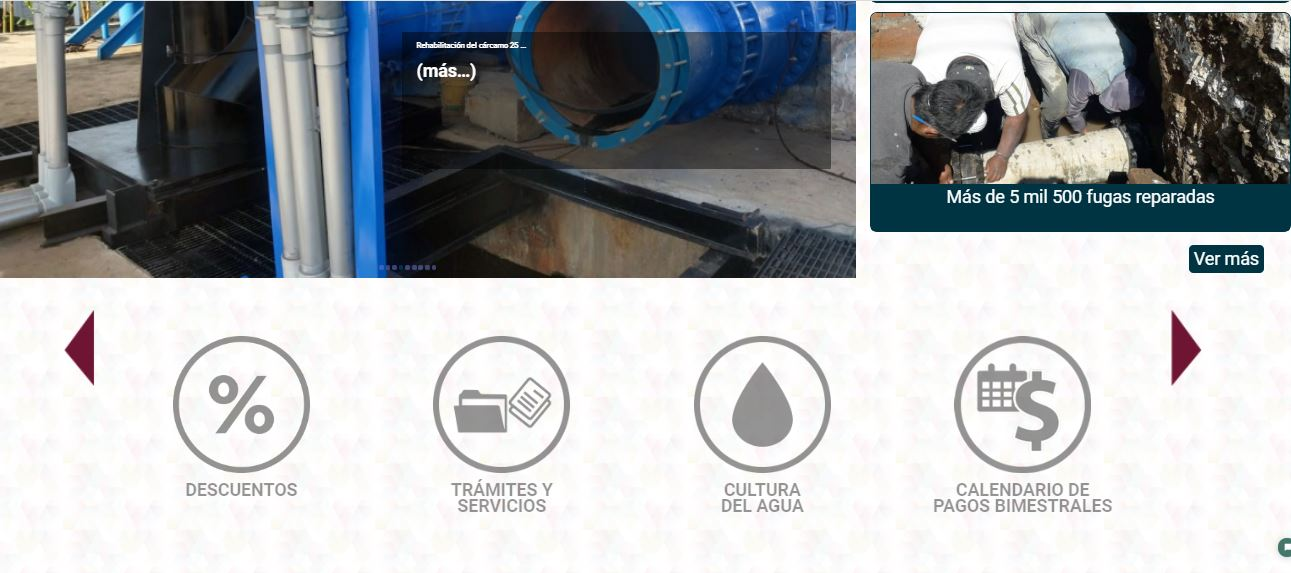 Rehabilitación del cárcamo 25 ...
(más...)
Más de 5 mil 500 fugas reparadas
Ver más
DESCUENTOS
TRÁMITES Y
SERVICIOS
CULTURA
DEL AGUA
CALENDARIO DE
PAGOS BIMESTRALES